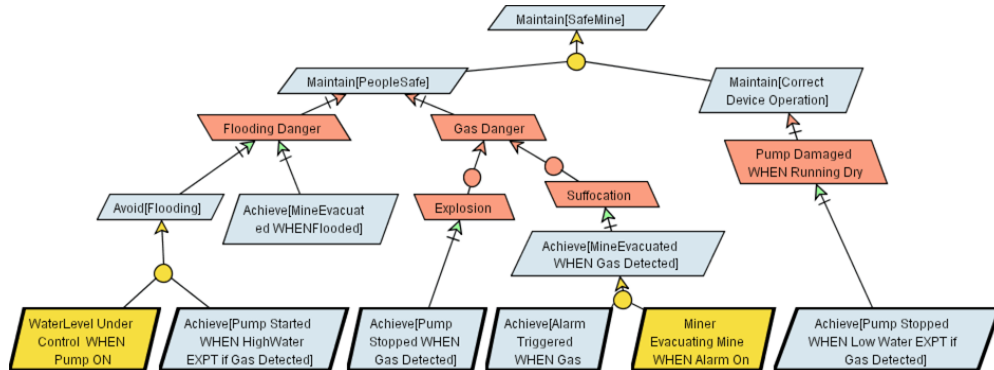 Maintain[SafeMine]
Maintain[PeopleSafe]
Maintain[Correct
Device Operation]
Flooding Danger
Gas Danger
Pump Damaged
WHEN Running Dry
Avoid[Flooding]
Achieve[MineEvacuat
ed WHENFlooded]
Explosion
Suffocation
Achieve[MineEvacuated
WHEN Gas Detected]
WaterLevel Under
Control WHEN
Pump ON
Achieve[Pump Started
WHEN HighWater
EXPT if Gas Detected]
Achieve[Pump
Stopped WHEN
Gas Detected]
Achieve[Alarm
Triggered
WHEN Gas
Miner
Evacuating Mine
WHEN Alarm On
Achieve[Pump Stopped
WHEN Low Water EXPT if
Gas Detected]